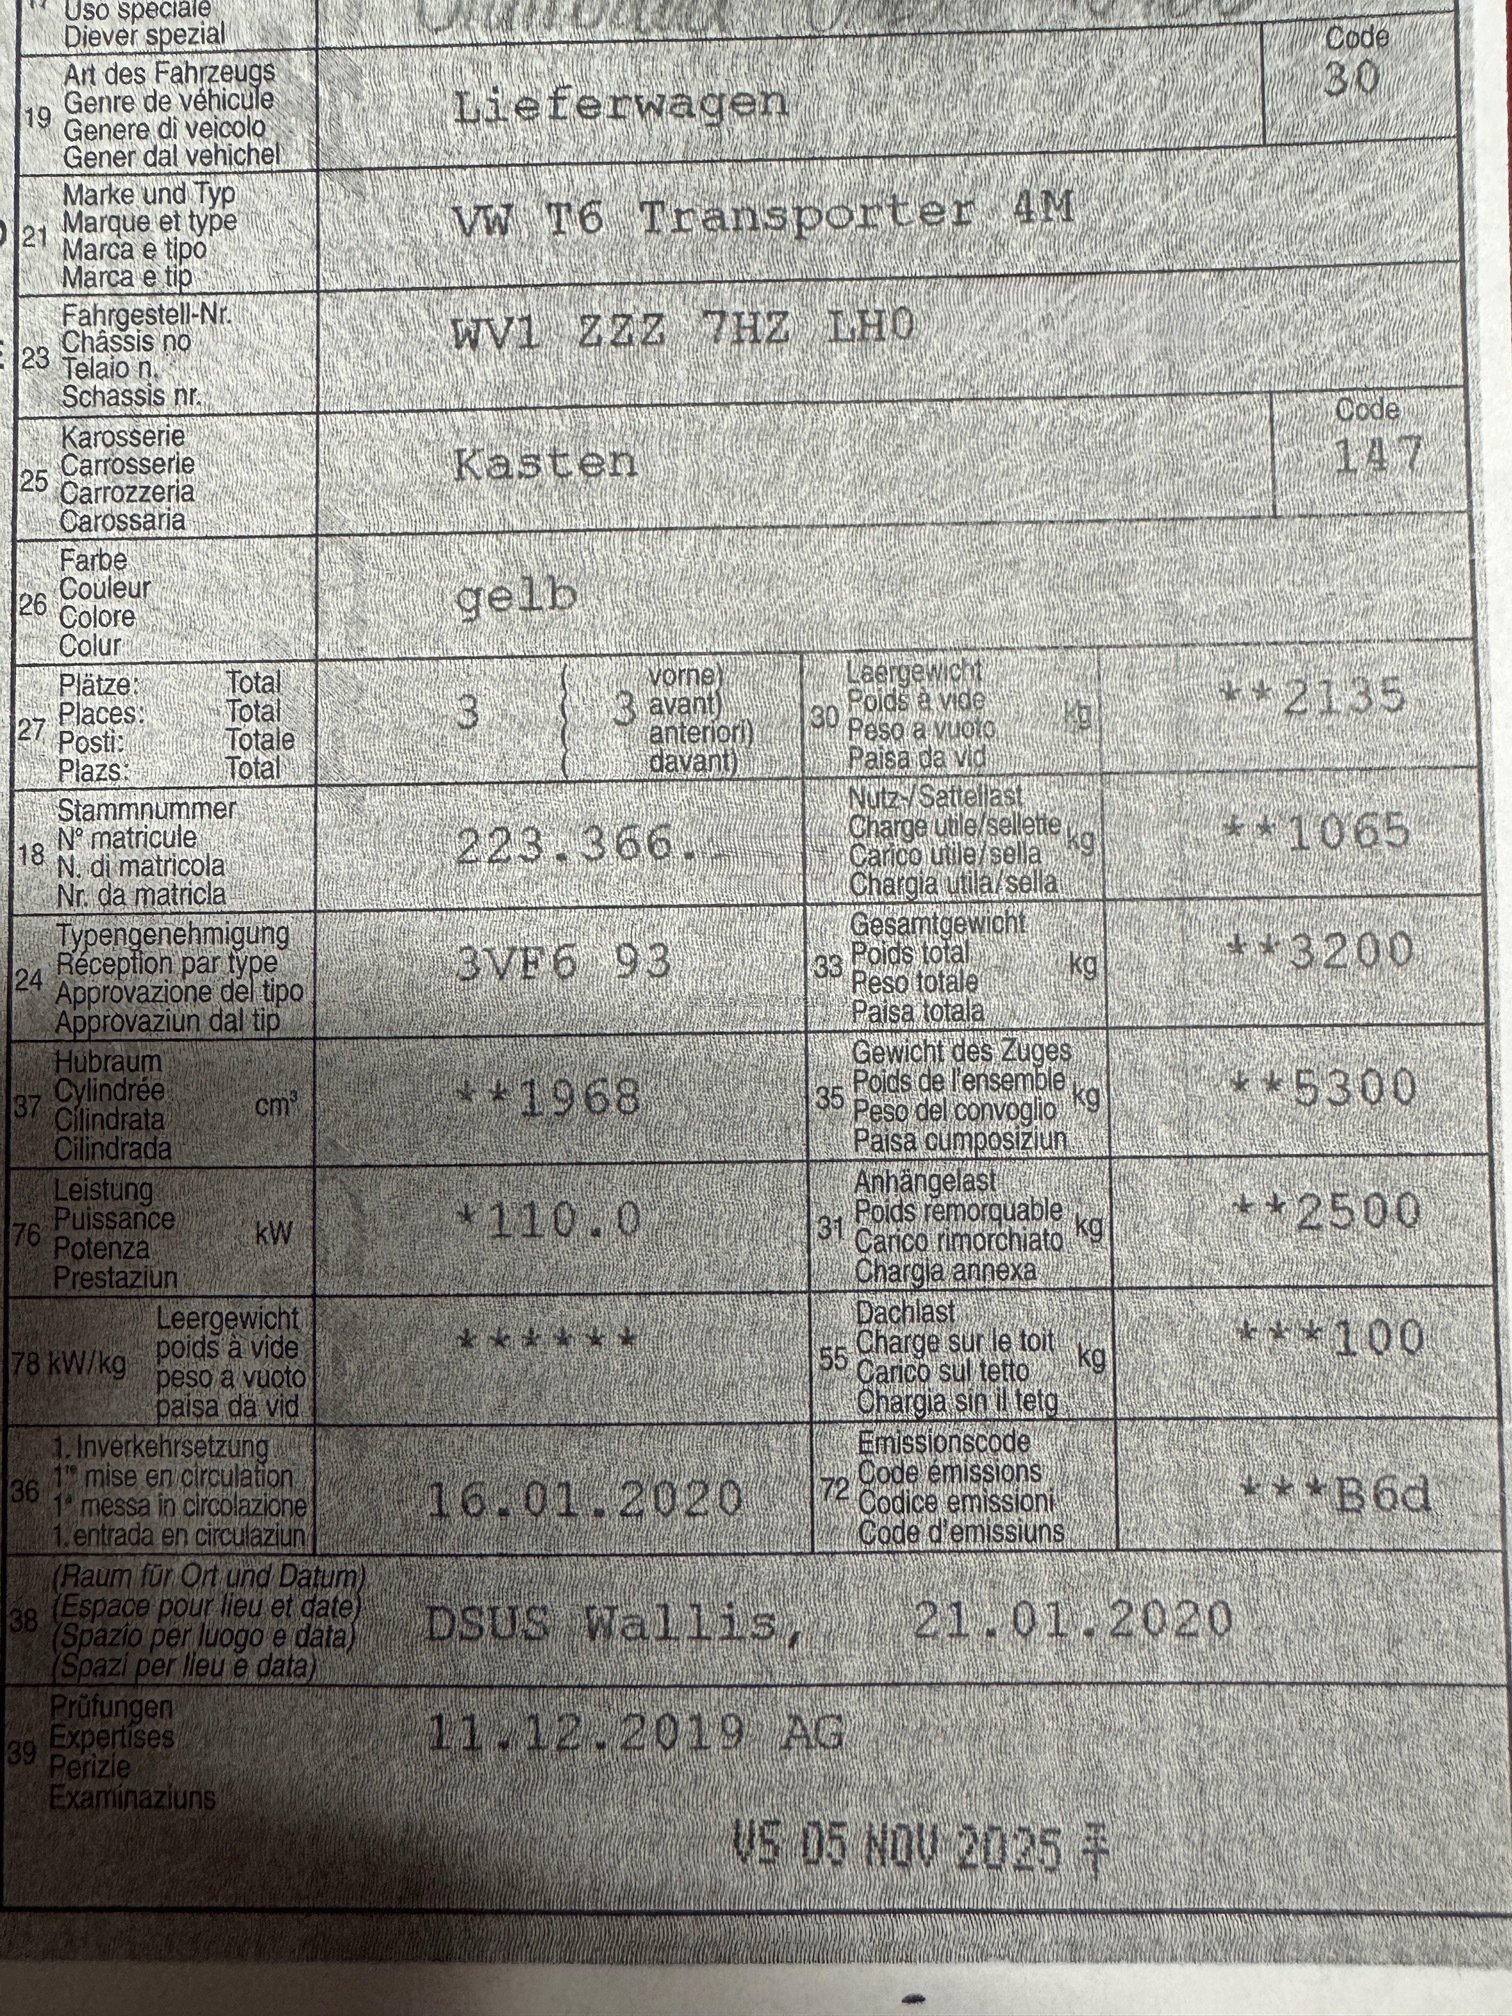 17 Uso speciale
Diever spezial
19 Art des Fahrzeugs
Genre de véhicule
Genere di veicolo
Gener dal vehichel
Lieferwagen
Code
30
21 Marke und Typ
Marque et type
Marca e tipo
Marca e tip
VW T6 Transporter 4M
23 Fahrgestell-Nr.
Châssis no
Telaio n.
Schassis nr.
WV1 ZZZ 7HZ LH0
25 Karosserie
Carrosserie
Carrozzeria
Carossaria
Kasten
Code
147
26 Farbe
Couleur
Colore
Colur
gelb
27 Plätze: Total
Places: Total
Posti: Totale
Plazs: Total
3 ( 3 vorne)
( avant)
( anteriori)
( davant)
30 Leergewicht
Poids à vide
Peso a vuoto
Paisa da vid
kg
**2135
18 Stammnummer
N° matricule
N. di matricola
Nr. da matricla
223.366.
Nutz-/Sattellast
Charge utile/sellette
Carico utile/sella
Chargia utila/sella
kg
**1065
24 Typengenehmigung
Réception par type
Approvazione del tipo
Approvaziun dal tip
3VF6 93
33 Gesamtgewicht
Poids total
Peso totale
Paisa totala
kg
**3200
37 Hubraum
Cylindrée
Cilindrata
Cilindrada
cm³
**1968
35 Gewicht des Zuges
Poids de l'ensemble
Peso del convoglio
Paisa cumposiziun
kg
**5300
76 Leistung
Puissance
Potenza
Prestaziun
kW
*110.0
31 Anhängelast
Poids remorquable
Carico rimorchiato
Chargia annexa
kg
**2500
78 kW/kg
Leergewicht
poids à vide
peso a vuoto
paisa da vid
******
55 Dachlast
Charge sur le toit
Carico sul tetto
Chargia sin il tetg
kg
***100
36 1. Inverkehrsetzung
1re mise en circulation
1a messa in circolazione
1. entrada en circulaziun
16.01.2020
72 Emissionscode
Code émissions
Codice emissioni
Code d'emissiuns
***B6d
38 (Raum für Ort und Datum)
(Espace pour lieu et date)
(Spazio per luogo e data)
(Spazi per lieu e data)
DSUS Wallis, 21.01.2020
39 Prüfungen
Expertises
Perizie
Examinaziuns
11.12.2019 AG
VS 05 NOV 2025